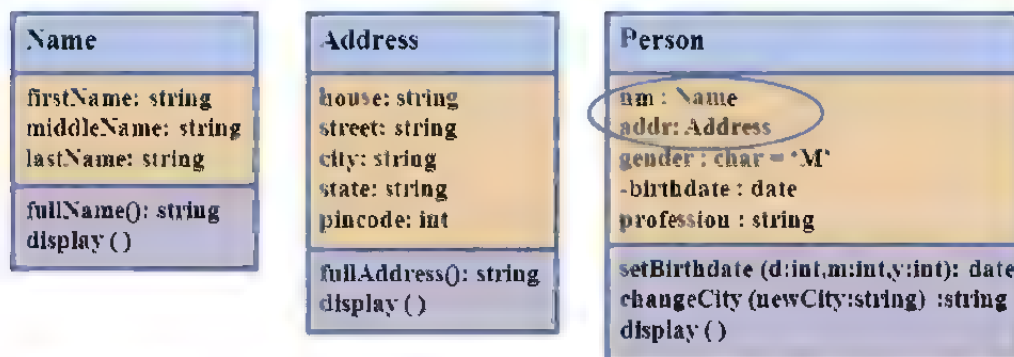 Name
firstName: string
middleName: string
lastName: string
fullName(): string
display ( )
Address
house: string
street: string
city: string
state: string
pincode: int
fullAddress(): string
display ( )
Person
nm : Name
addr: Address
gender : char = 'M'
-birthdate : date
profession : string
setBirthdate (d:int,m:int,y:int): date
changeCity (newCity:string) :string
display ( )